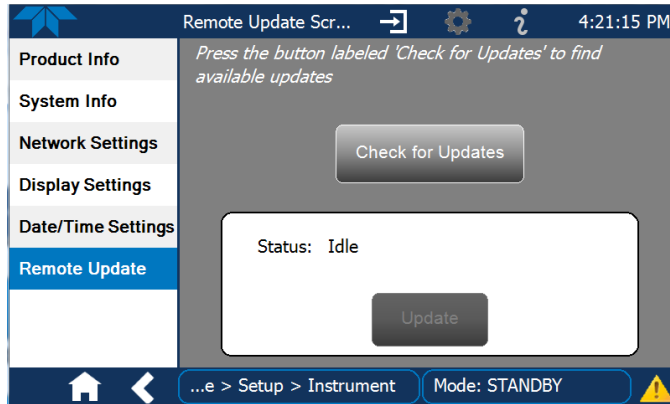 Remote Update Scr...
4:21:15 PM
Product Info
System Info
Network Settings
Display Settings
Date/Time Settings
Remote Update
Press the button labeled 'Check for Updates' to find
available updates
Check for Updates
Status: Idle
Update
...e > Setup > Instrument
Mode: STANDBY